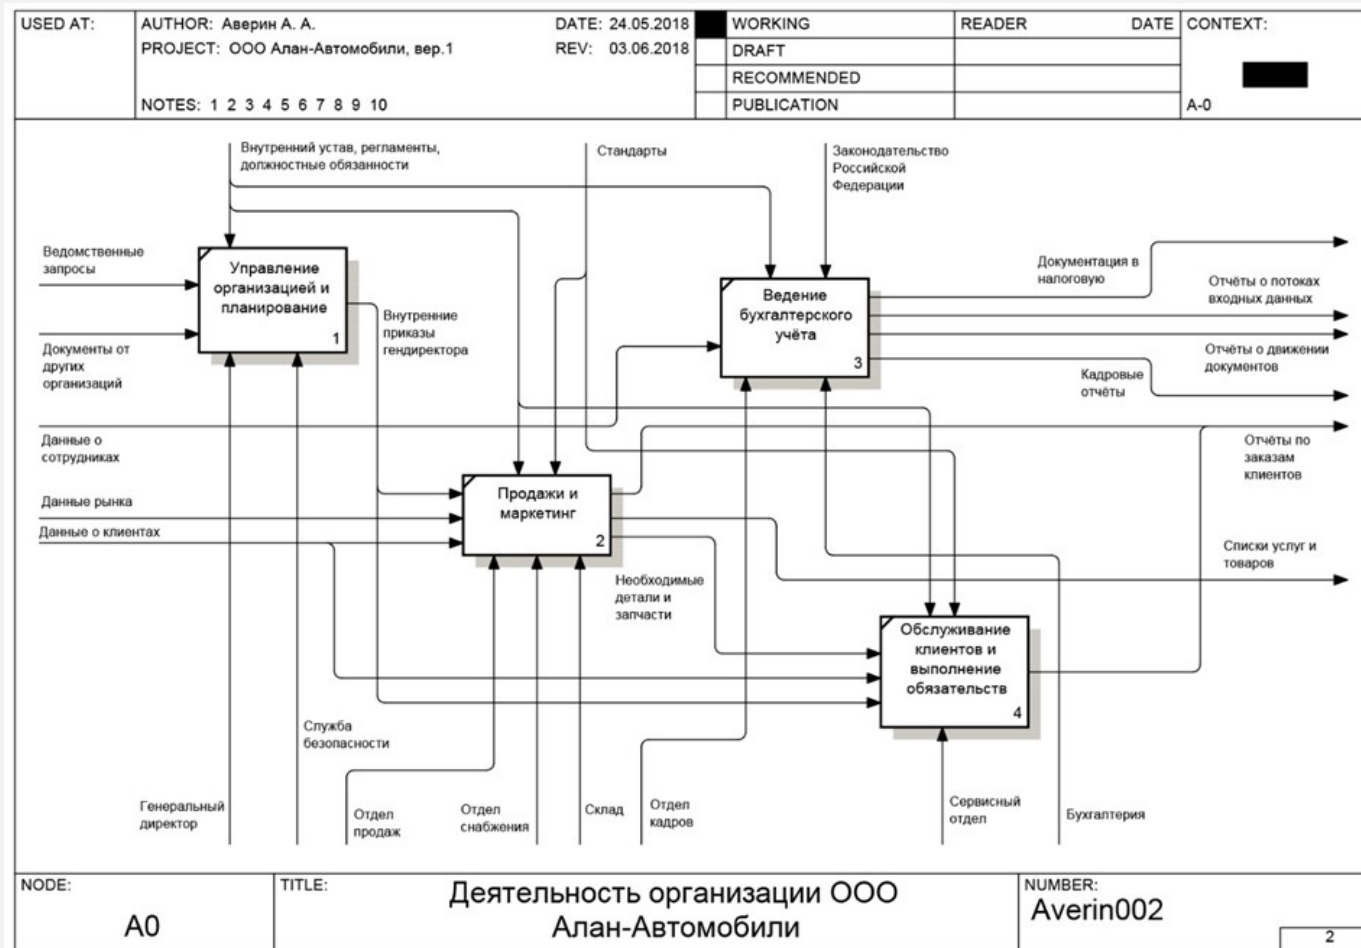 USED AT:
AUTHOR: Аверин А. А.
DATE: 24.05.2018
WORKING
READER
DATE
CONTEXT:
PROJECT: ООО Алан-Автомобили, вер.1
REV: 03.06.2018
DRAFT
RECOMMENDED
NOTES: 1 2 3 4 5 6 7 8 9 10
PUBLICATION
A-0
Внутренний устав, регламенты,
должностные обязанности
Стандарты
Законодательство
Российской
Федерации
Ведомственные
запросы
Управление
организацией и
планирование
1
Документы от
других
организаций
Внутренние
приказы
гендиректора
Ведение
бухгалтерского
учёта
3
Документация в
налоговую
Отчёты о потоках
входных данных
Отчёты о движении
документов
Кадровые
отчёты
Данные о
сотрудниках
Отчёты по
заказам
клиентов
Данные рынка
Данные о клиентах
Продажи и
маркетинг
2
Списки услуг и
товаров
Необходимые
детали и
запчасти
Обслуживание
клиентов и
выполнение
обязательств
4
Служба
безопасности
Генеральный
директор
Отдел
продаж
Отдел
снабжения
Склад
Отдел
кадров
Сервисный
отдел
Бухгалтерия
NODE:
A0
TITLE:
Деятельность организации ООО
Алан-Автомобили
NUMBER:
Averin002
2